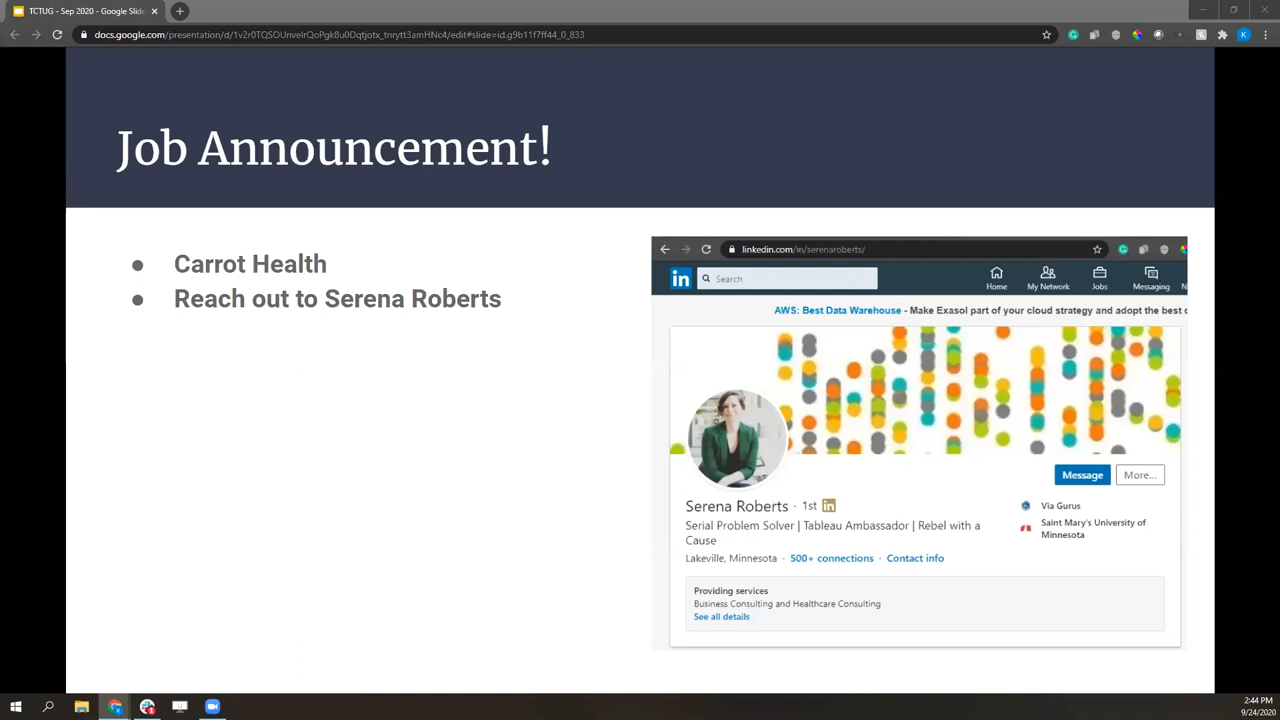 TCTUG - Sep 2020 - Google Slide
docs.google.com/presentation/d/1v2r0TQSOUnvelrQoPgk8u0Dqtjotx_tnrytt3amHNc4/edit#slide=id.g9b11f7ff44_0_833
K
Job Announcement!
● Carrot Health
● Reach out to Serena Roberts
linkedin.com/in/serenaroberts/
in
Search
Home
My Network
Jobs
Messaging
N
AWS: Best Data Warehouse - Make Exasol part of your cloud strategy and adopt the best c
Message
More...
Serena Roberts · 1st in
Serial Problem Solver | Tableau Ambassador | Rebel with a
Cause
Lakeville, Minnesota · 500+ connections · Contact info
Via Gurus
Saint Mary's University of
Minnesota
Providing services
Business Consulting and Healthcare Consulting
See all details
2:44 PM
9/24/2020